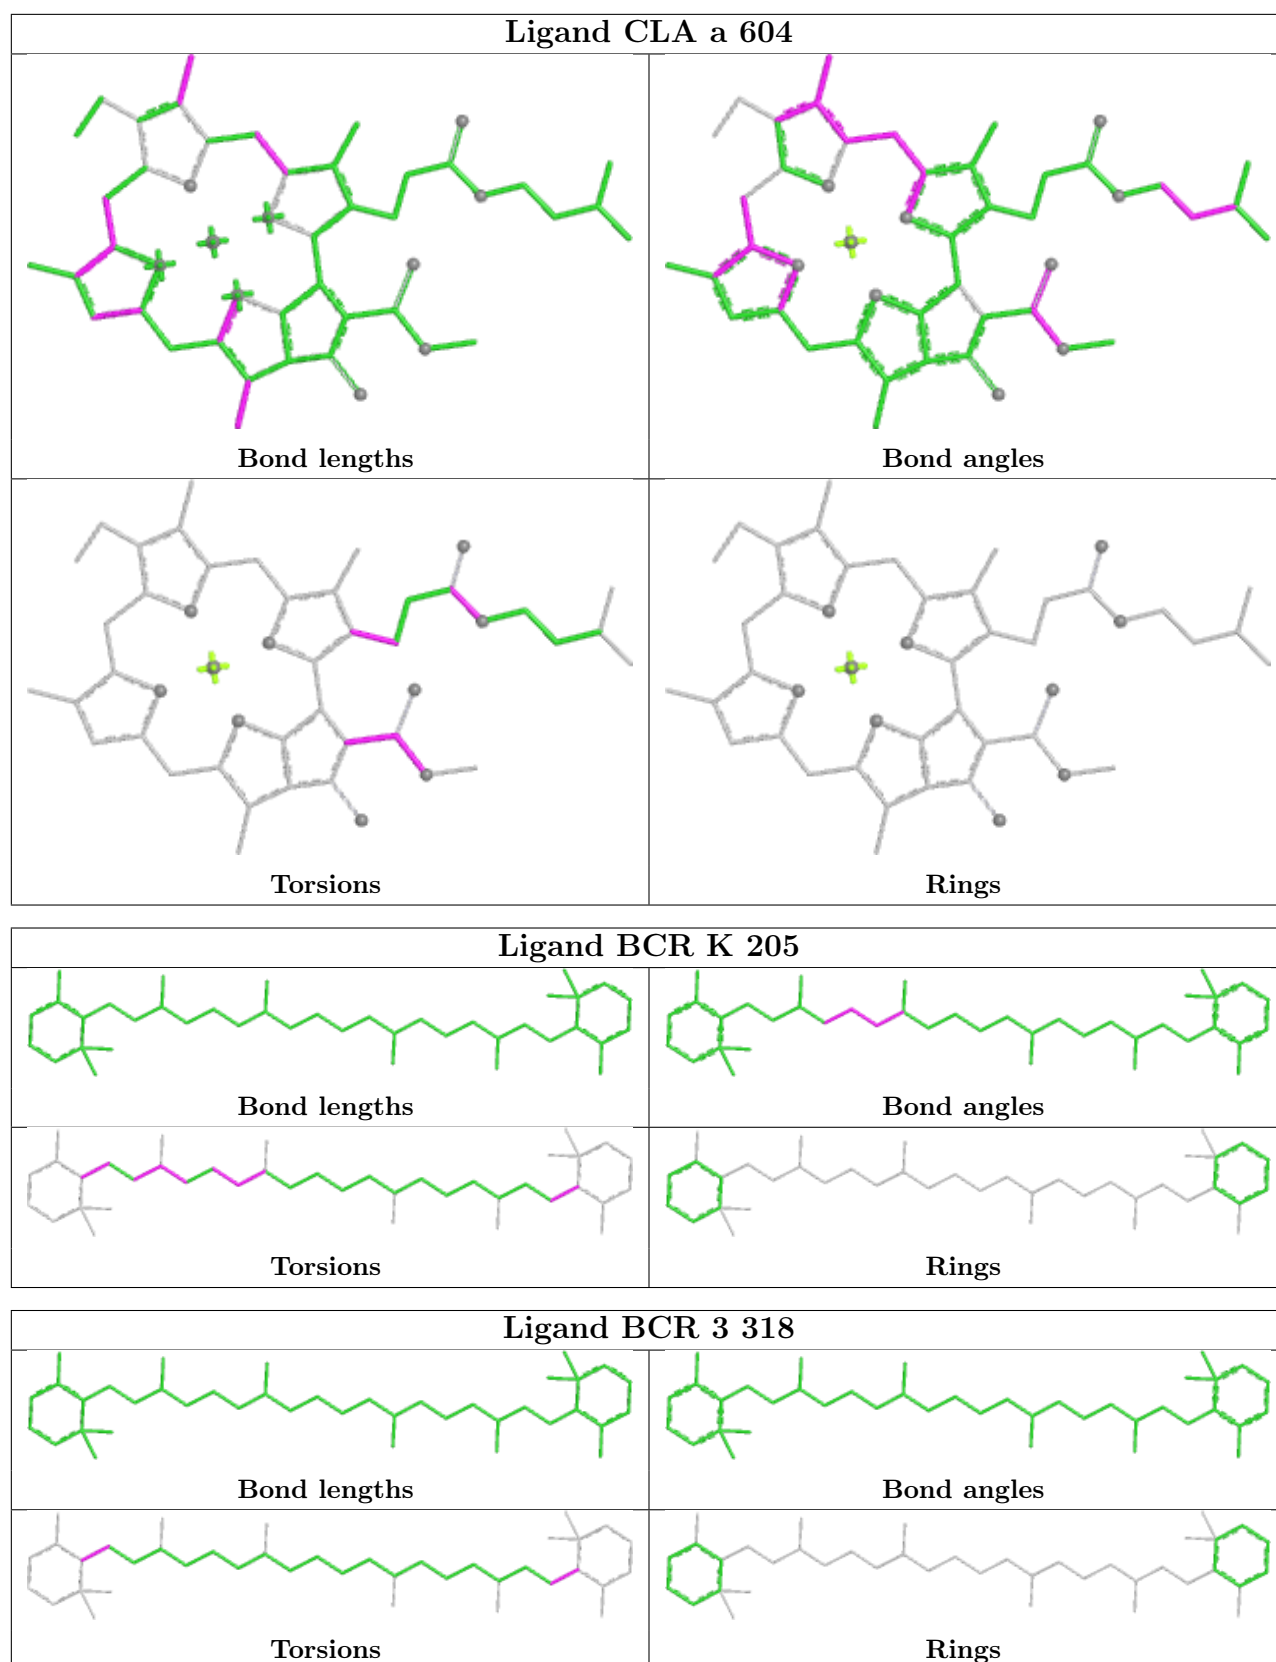 Ligand CLA a 604
Bond lengths
Bond angles
Torsions
Rings
Ligand BCR K 205
Bond lengths
Bond angles
Torsions
Rings
Ligand BCR 3 318
Bond lengths
Bond angles
Torsions
Rings